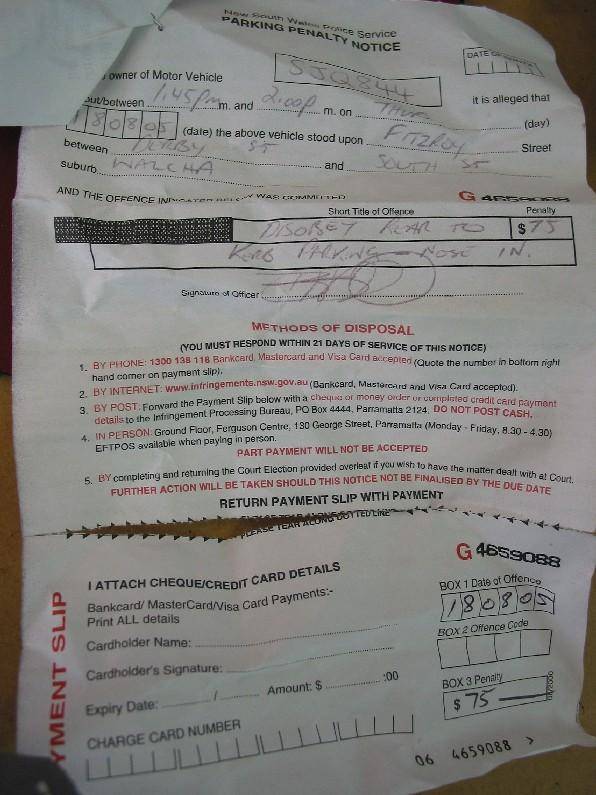 New South Wales Police Service
PARKING PENALTY NOTICE
DATE OF
owner of Motor Vehicle SJQ844
out/between 1.45pm m. and 2.00p m. on THUR it is alleged that
(day)
180805 (date) the above vehicle stood upon FITZROY Street
between DERBY ST and SOUTH ST
suburb WALCHA
AND THE OFFENCE INDICATED BELOW WAS COMMITTED
G 4659088
Short Title of Offence Penalty
DISOBEY REAR TO $75
KERB PARKING - NOSE IN.
Signature of Officer
METHODS OF DISPOSAL
(YOU MUST RESPOND WITHIN 21 DAYS OF SERVICE OF THIS NOTICE)
1. BY PHONE: 1300 138 118 Bankcard, Mastercard and Visa Card accepted (Quote the number in bottom right
hand corner on payment slip).
2. BY INTERNET: www.infringements.nsw.gov.au (Bankcard, Mastercard and Visa Card accepted).
3. BY POST: Forward the Payment Slip below with a cheque or money order or completed credit card payment
details to the Infringement Processing Bureau, PO Box 4444, Parramatta 2124. DO NOT POST CASH.
4. IN PERSON: Ground Floor, Ferguson Centre, 130 George Street, Parramatta (Monday - Friday, 8.30 - 4.30)
EFTPOS available when paying in person.
PART PAYMENT WILL NOT BE ACCEPTED
5. BY completing and returning the Court Election provided overleaf if you wish to have the matter dealt with at Court.
FURTHER ACTION WILL BE TAKEN SHOULD THIS NOTICE NOT BE FINALISED BY THE DUE DATE
RETURN PAYMENT SLIP WITH PAYMENT
PLEASE TEAR ALONG DOTTED LINE
G 4659088
YMENT SLIP
I ATTACH CHEQUE/CREDIT CARD DETAILS
Bankcard/ MasterCard/Visa Card Payments:-
Print ALL details
Cardholder Name:
Cardholder's Signature:
Expiry Date: / Amount: $ :00
CHARGE CARD NUMBER
BOX 1 Date of Offence
180805
BOX 2 Offence Code
BOX 3 Penalty
$ 75
06 4659088 >